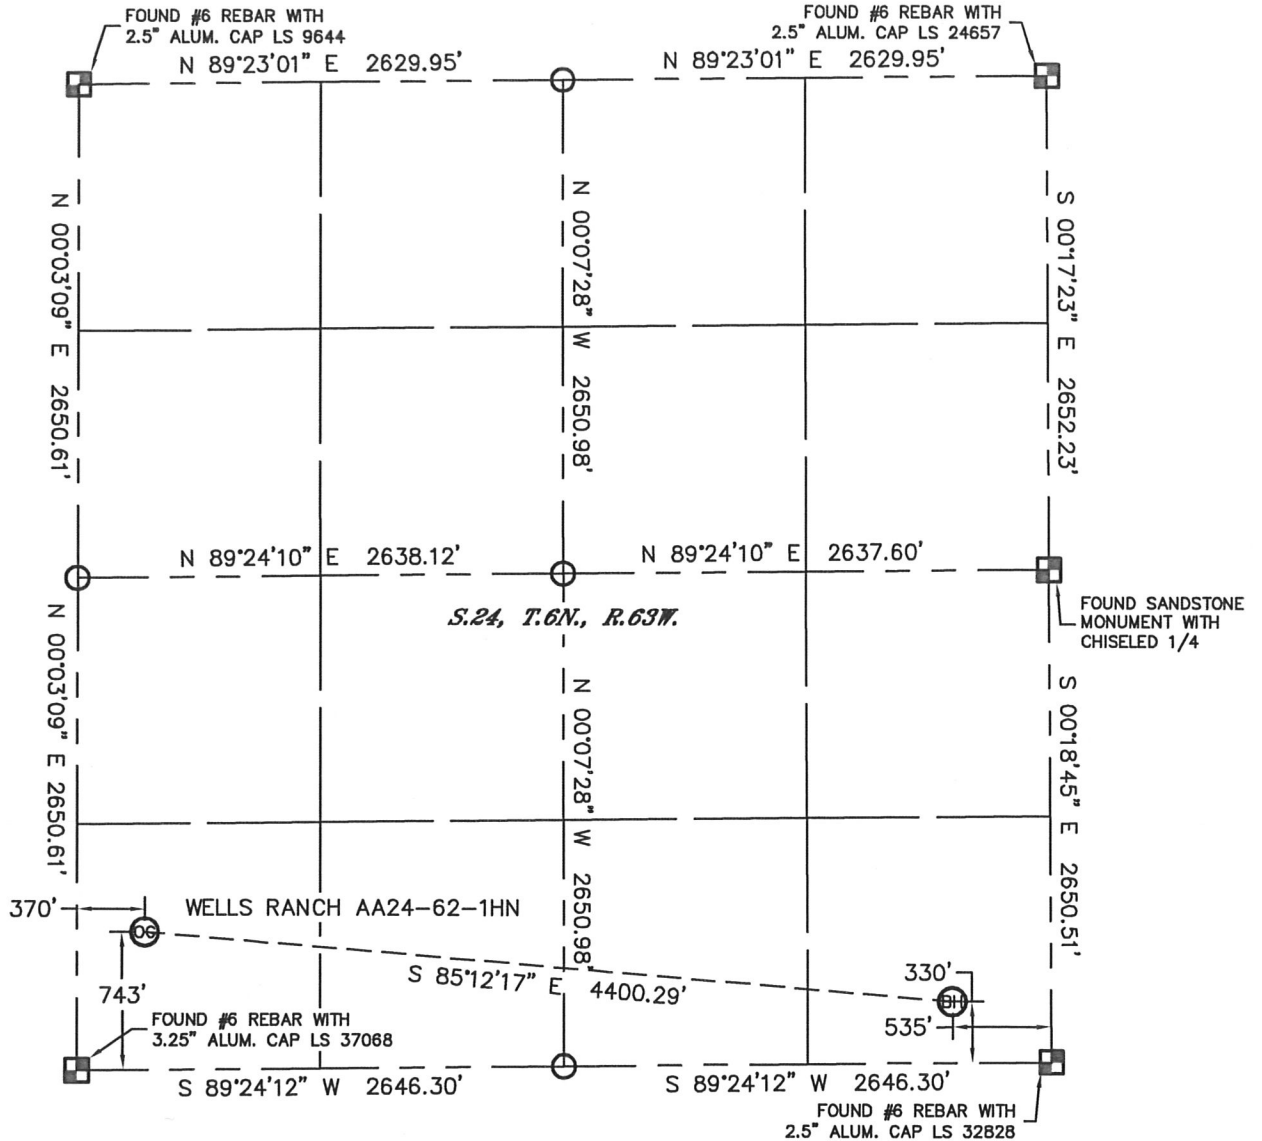 FOUND #6 REBAR WITH
2.5" ALUM. CAP LS 9644
FOUND #6 REBAR WITH
2.5" ALUM. CAP LS 24657
N 89°23'01" E 2629.95'
N 89°23'01" E 2629.95'
N 00°03'09" E 2650.61'
N 00°07'28" W 2650.98'
S 00°17'23" E 2652.23'
N 89°24'10" E 2638.12'
N 89°24'10" E 2637.60'
S.24, T.6N., R.63W.
FOUND SANDSTONE
MONUMENT WITH
CHISELED 1/4
N 00°03'09" E 2650.61'
N 00°07'28" W 2650.98'
S 00°18'45" E 2650.51'
370'
WELLS RANCH AA24-62-1HN
OG
S 85°12'17" E 4400.29'
743'
330'
BH
535'
FOUND #6 REBAR WITH
3.25" ALUM. CAP LS 37068
S 89°24'12" W 2646.30'
S 89°24'12" W 2646.30'
FOUND #6 REBAR WITH
2.5" ALUM. CAP LS 32828